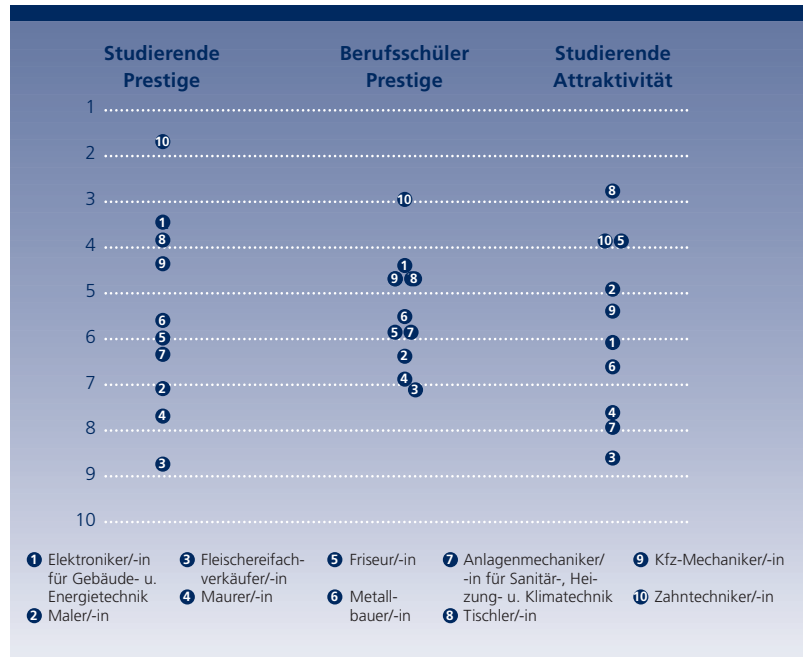 Studierende Prestige
Berufsschüler Prestige
Studierende Attraktivität
1
10
2
3
8
10
1
8
4
10 5
9
1
9 8
5
2
9
6
6
5
5 7
6
1
7
2
6
7
2
4
3
4
4
8
7
3
3
9
10
1 Elektroniker/-in
für Gebäude- u.
Energietechnik
2 Maler/-in
3 Fleischereifach-
verkäufer/-in
4 Maurer/-in
5 Friseur/-in
6 Metall-
bauer/-in
7 Anlagenmechaniker/
-in für Sanitär-, Hei-
zung- u. Klimatechnik
8 Tischler/-in
9 Kfz-Mechaniker/-in
10 Zahntechniker/-in